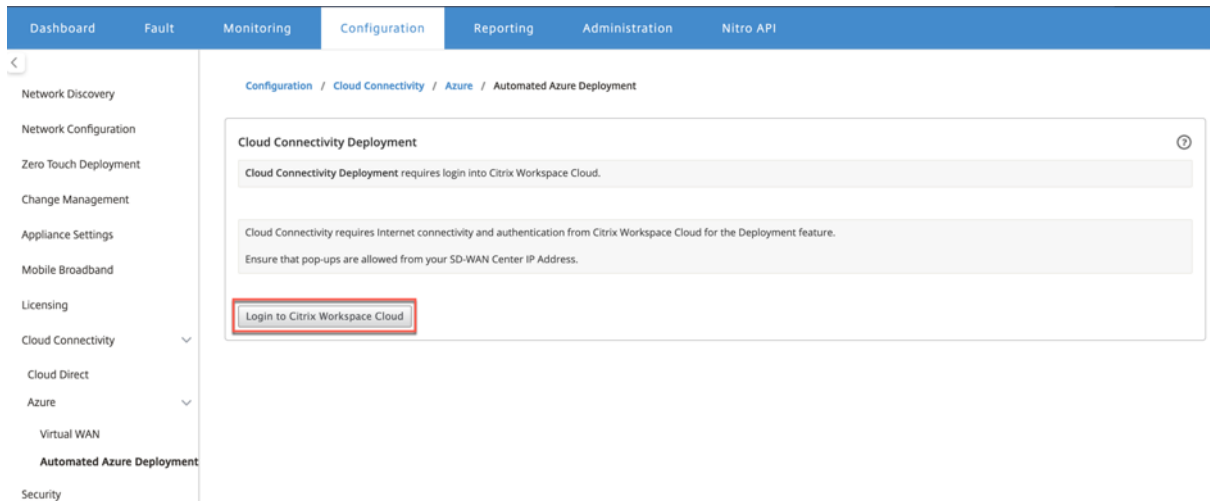 Dashboard Fault Monitoring Configuration Reporting Administration Nitro API
Network Discovery
Network Configuration
Zero Touch Deployment
Change Management
Appliance Settings
Mobile Broadband
Licensing
Cloud Connectivity
Cloud Direct
Azure
Virtual WAN
Automated Azure Deployment
Security
Configuration / Cloud Connectivity / Azure / Automated Azure Deployment
Cloud Connectivity Deployment
Cloud Connectivity Deployment requires login into Citrix Workspace Cloud.
Cloud Connectivity requires Internet connectivity and authentication from Citrix Workspace Cloud for the Deployment feature.
Ensure that pop-ups are allowed from your SD-WAN Center IP Address.
Login to Citrix Workspace Cloud